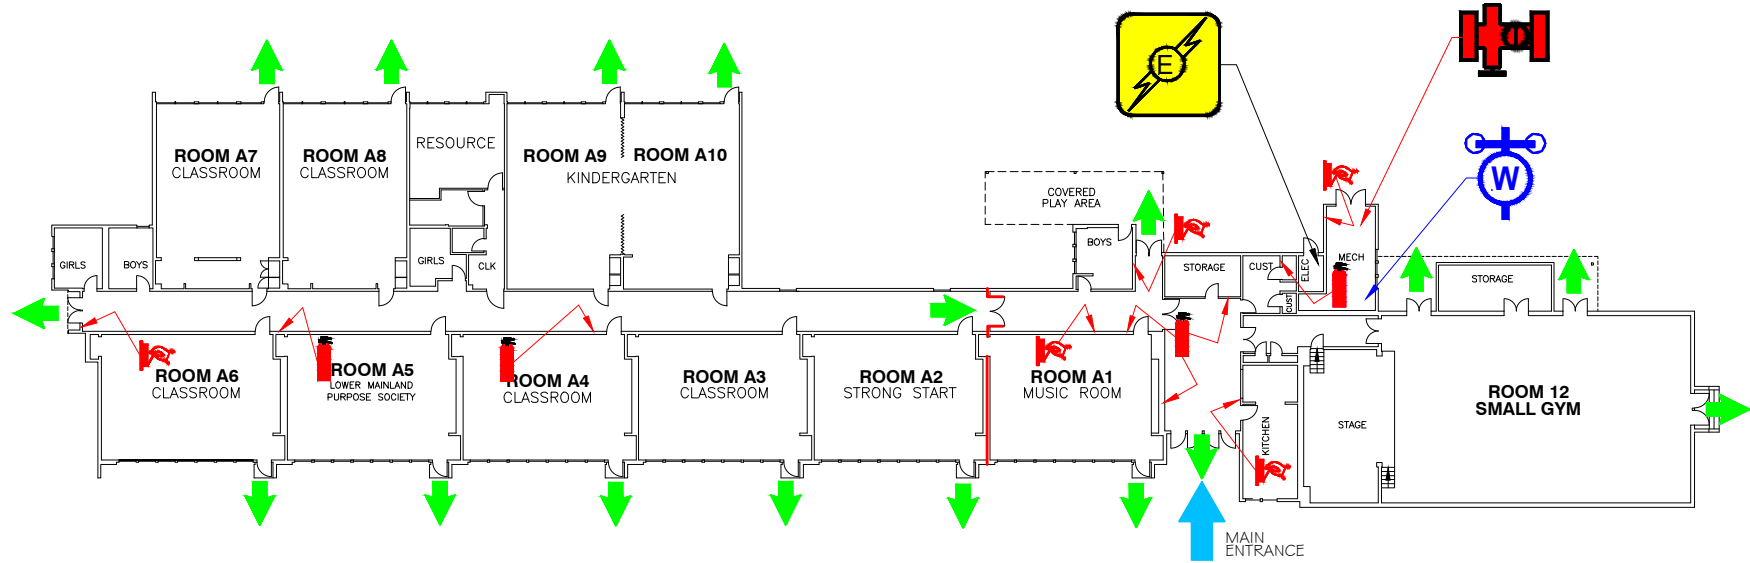 E
W
ROOM A7
CLASSROOM
ROOM A8
CLASSROOM
RESOURCE
ROOM A9
ROOM A10
KINDERGARTEN
COVERED
PLAY AREA
GIRLS
BOYS
GIRLS
CLK
BOYS
STORAGE
CUST
ELEC
MECH
CUST
STORAGE
ROOM A6
CLASSROOM
ROOM A5
LOWER MAINLAND
PURPOSE SOCIETY
ROOM A4
CLASSROOM
ROOM A3
CLASSROOM
ROOM A2
STRONG START
ROOM A1
MUSIC ROOM
KITCHEN
STAGE
ROOM 12
SMALL GYM
MAIN
ENTRANCE